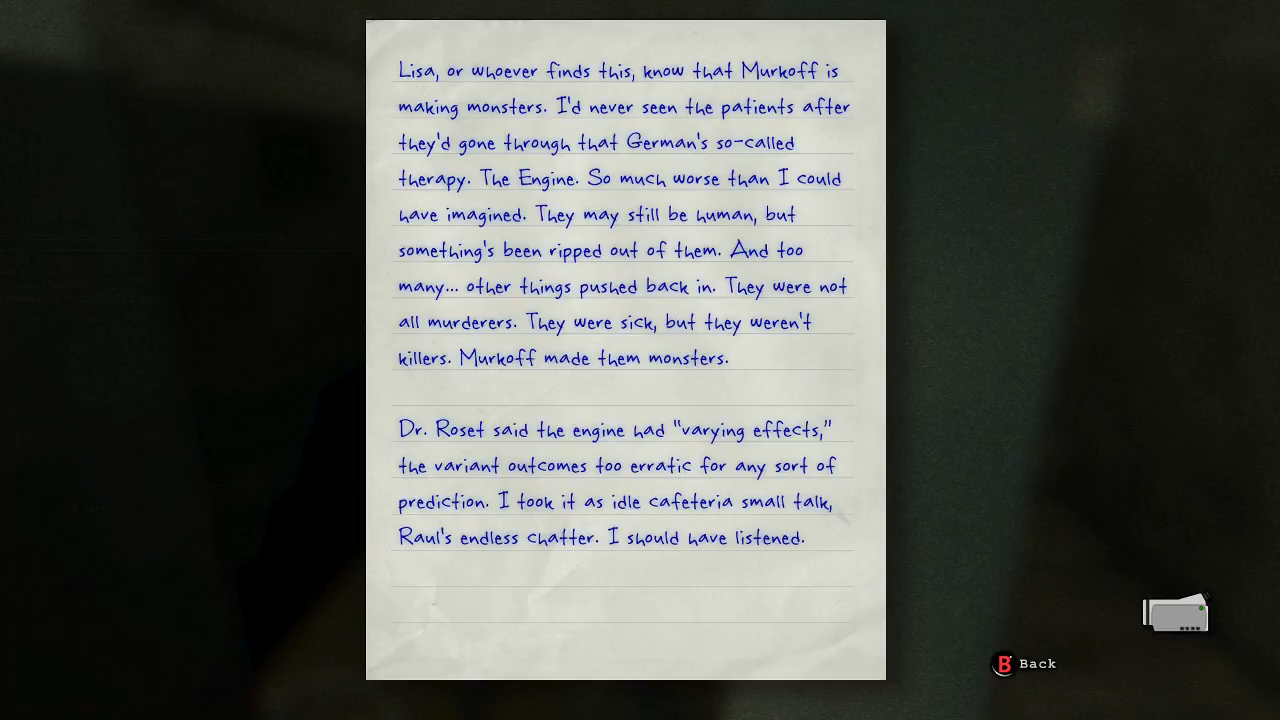 Lisa, or whoever finds this, know that Murkoff is
making monsters. I'd never seen the patients after
they'd gone through that German's so-called
therapy. The Engine. So much worse than I could
have imagined. They may still be human, but
something's been ripped out of them. And too
many... other things pushed back in. They were not
all murderers. They were sick, but they weren't
killers. Murkoff made them monsters.
Dr. Roset said the engine had "varying effects,"
the variant outcomes too erratic for any sort of
prediction. I took it as idle cafeteria small talk,
Raul's endless chatter. I should have listened.
B Back